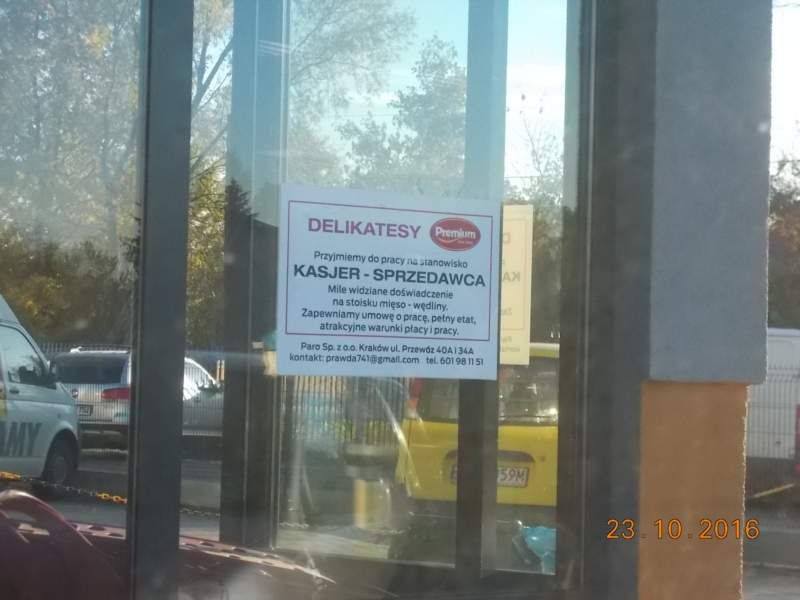 DELIKATESY Premium
Przyjmiemy do pracy na stanowisko
KASJER - SPRZEDAWCA
Mile widziane doświadczenie
na stoisku mięso - wędliny.
Zapewniamy umowę o pracę, pełny etat,
atrakcyjne warunki płacy i pracy.
Paro Sp. z o.o. Kraków ul. Przewóz 40A i 34A
kontakt: prawda741@gmail.com tel. 601 98 11 51
AMY
59M
23.10.2016